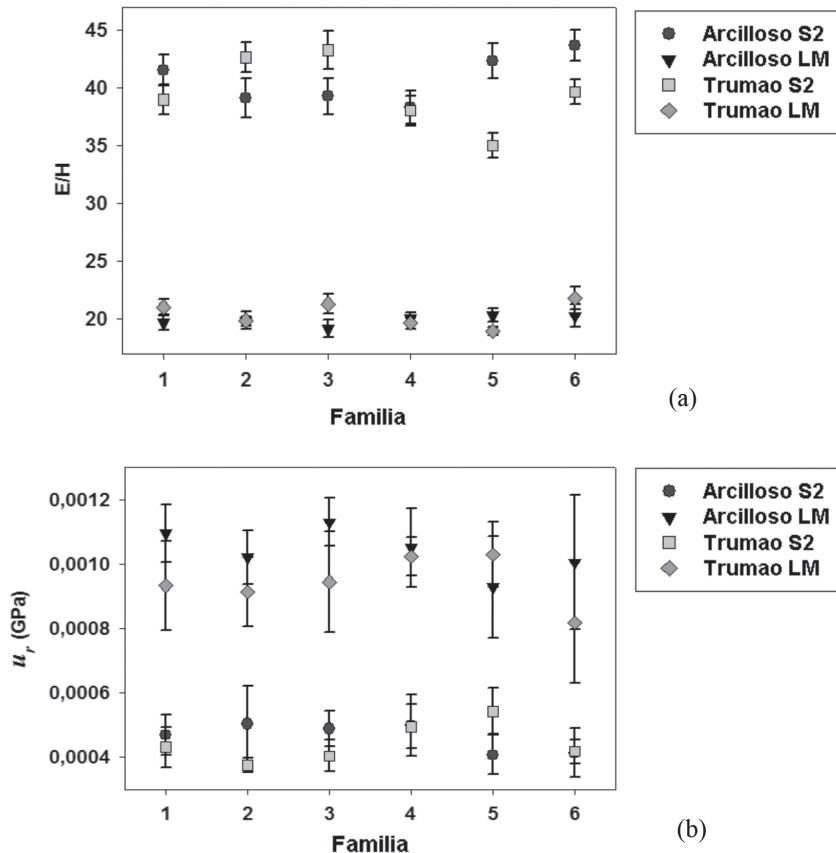 45
40
35
30
25
20
E/H
1 2 3 4 5 6
Familia
Arcilloso S2
Arcilloso LM
Trumao S2
Trumao LM
(a)
0,0012
0,0010
0,0008
0,0006
0,0004
u_r (GPa)
1 2 3 4 5 6
Familia
Arcilloso S2
Arcilloso LM
Trumao S2
Trumao LM
(b)